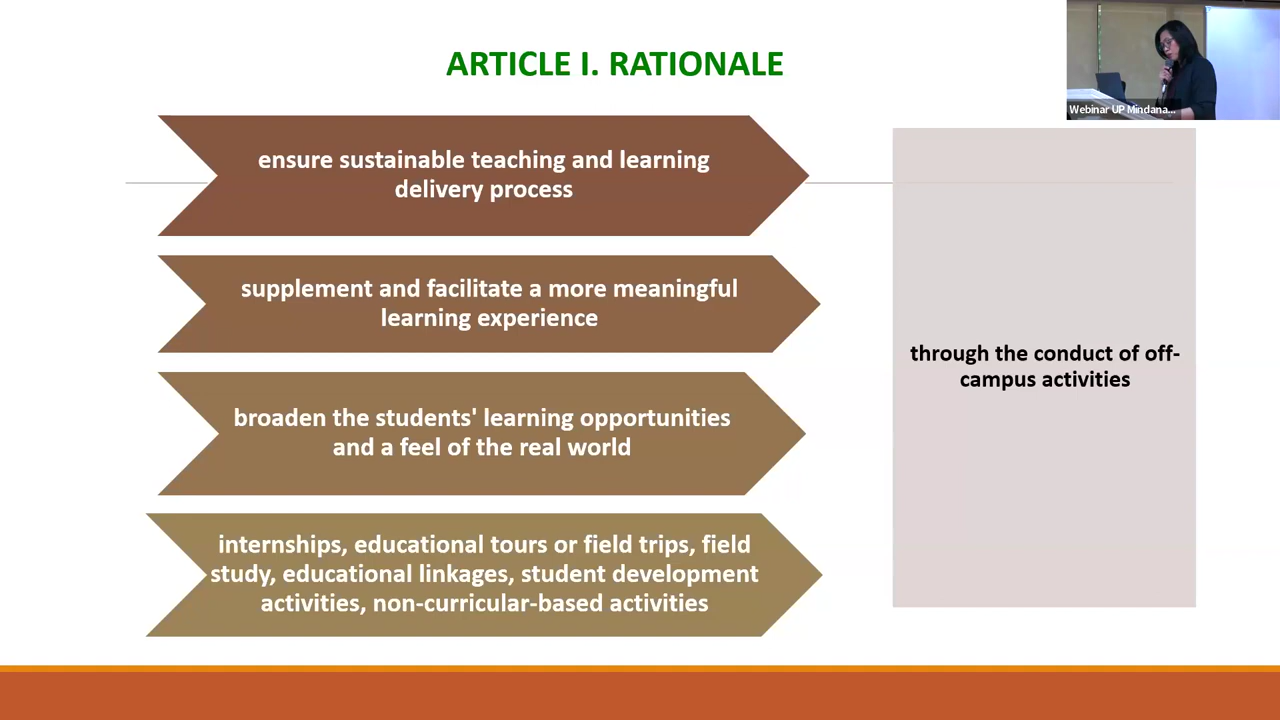 ARTICLE I. RATIONALE
Webinar UP Mindana...
ensure sustainable teaching and learning
delivery process
supplement and facilitate a more meaningful
learning experience
broaden the students' learning opportunities
and a feel of the real world
internships, educational tours or field trips, field
study, educational linkages, student development
activities, non-curricular-based activities
through the conduct of off-
campus activities